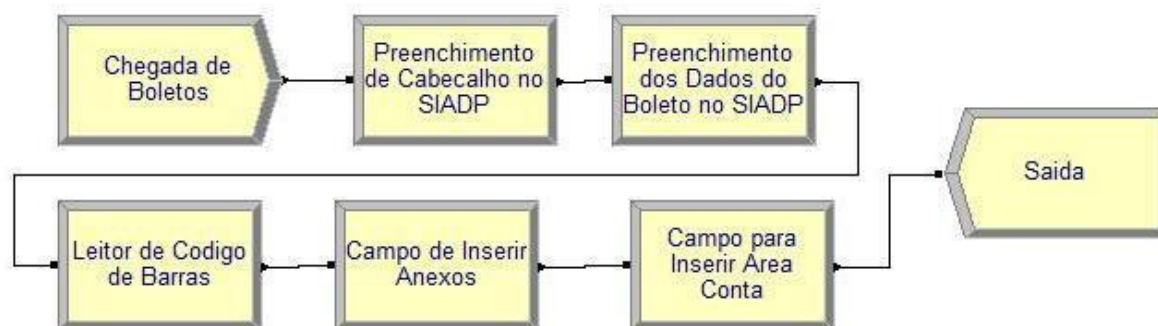 Chegada de
Boletos
Preenchimento
de Cabecalho no
SIADP
Preenchimento
dos Dados do
Boleto no SIADP
Leitor de Codigo
de Barras
Campo de Inserir
Anexos
Campo para
Inserir Area
Conta
Saida